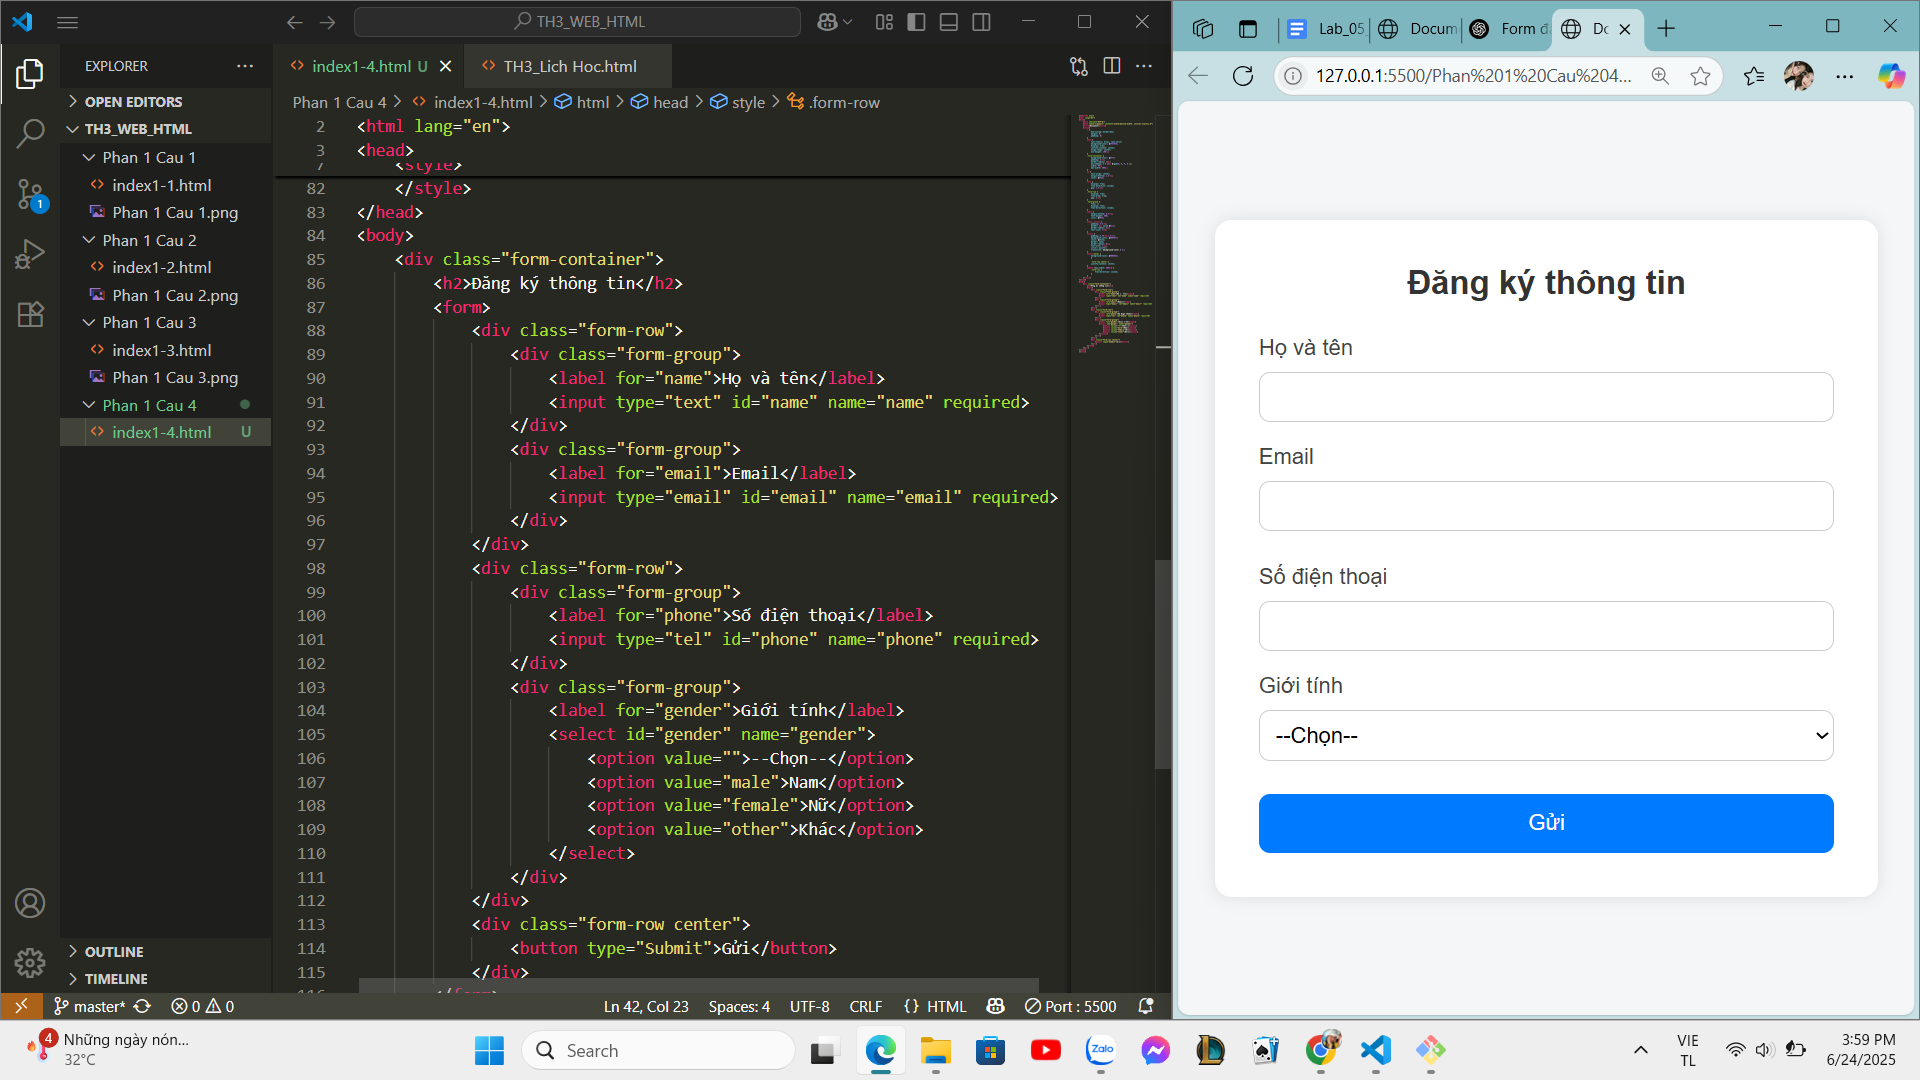 TH3_WEB_HTML
EXPLORER
OPEN EDITORS
TH3_WEB_HTML
Phan 1 Cau 1
index1-1.html
Phan 1 Cau 1.png
Phan 1 Cau 2
index1-2.html
Phan 1 Cau 2.png
Phan 1 Cau 3
index1-3.html
Phan 1 Cau 3.png
Phan 1 Cau 4
index1-4.html U
OUTLINE
TIMELINE
1
index1-4.html U
TH3_Lich Hoc.html
Phan 1 Cau 4 > index1-4.html > html > head > style > .form-row
2 <html lang="en">
3 <head>
7 <style>
82 </style>
83 </head>
84 <body>
85 <div class="form-container">
86 <h2>Đăng ký thông tin</h2>
87 <form>
88 <div class="form-row">
89 <div class="form-group">
90 <label for="name">Họ và tên</label>
91 <input type="text" id="name" name="name" required>
92 </div>
93 <div class="form-group">
94 <label for="email">Email</label>
95 <input type="email" id="email" name="email" required>
96 </div>
97 </div>
98 <div class="form-row">
99 <div class="form-group">
100 <label for="phone">Số điện thoại</label>
101 <input type="tel" id="phone" name="phone" required>
102 </div>
103 <div class="form-group">
104 <label for="gender">Giới tính</label>
105 <select id="gender" name="gender">
106 <option value="">--Chọn--</option>
107 <option value="male">Nam</option>
108 <option value="female">Nữ</option>
109 <option value="other">Khác</option>
110 </select>
111 </div>
112 </div>
113 <div class="form-row center">
114 <button type="Submit">Gửi</button>
115 </div>
master* 0 0
Ln 42, Col 23 Spaces: 4 UTF-8 CRLF {} HTML Port : 5500
Lab_05 Docum Form đ Dc
127.0.0.1:5500/Phan%201%20Cau%204...
Đăng ký thông tin
Họ và tên
Email
Số điện thoại
Giới tính
--Chọn--
Gửi
4
Những ngày nón...
32°C
Search
Zalo
VIE
TL
3:59 PM
6/24/2025